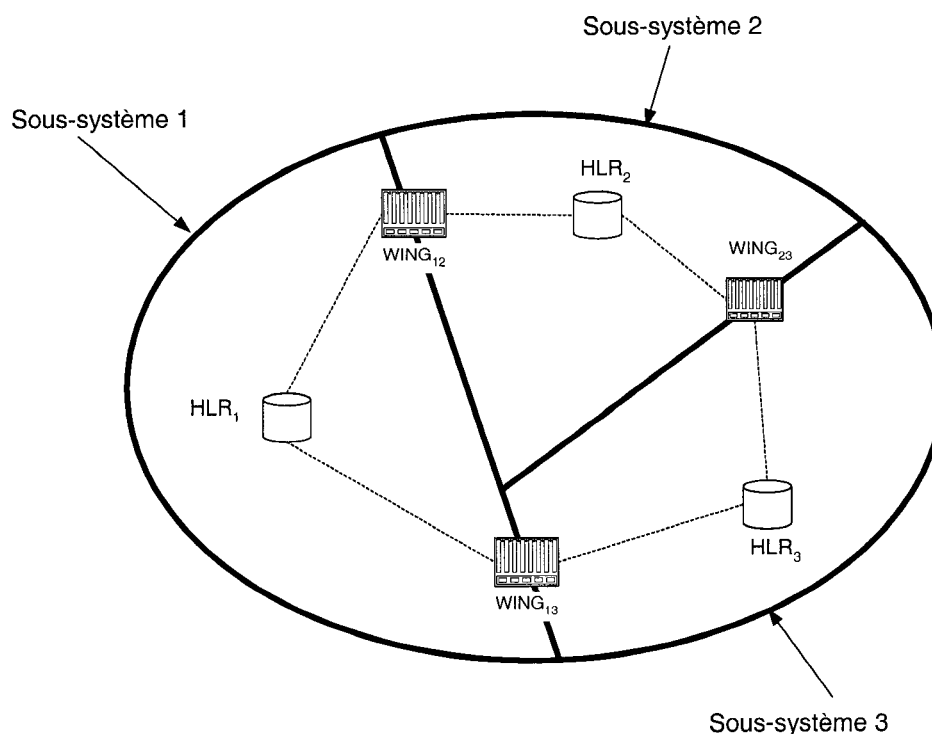 Sous-système 2
Sous-système 1
HLR₂
WING₁₂
WING₂₃
HLR₁
HLR₃
WING₁₃
Sous-système 3